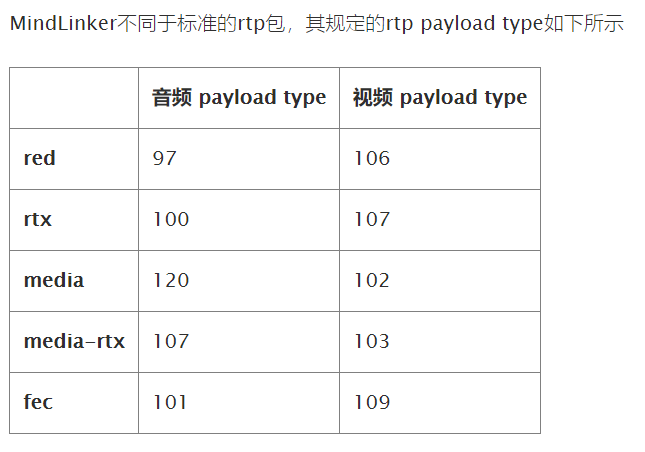 MindLinker不同于标准的rtp包，其规定的rtp payload type如下所示
音频 payload type 视频 payload type
red 97 106
rtx 100 107
media 120 102
media-rtx 107 103
fec 101 109